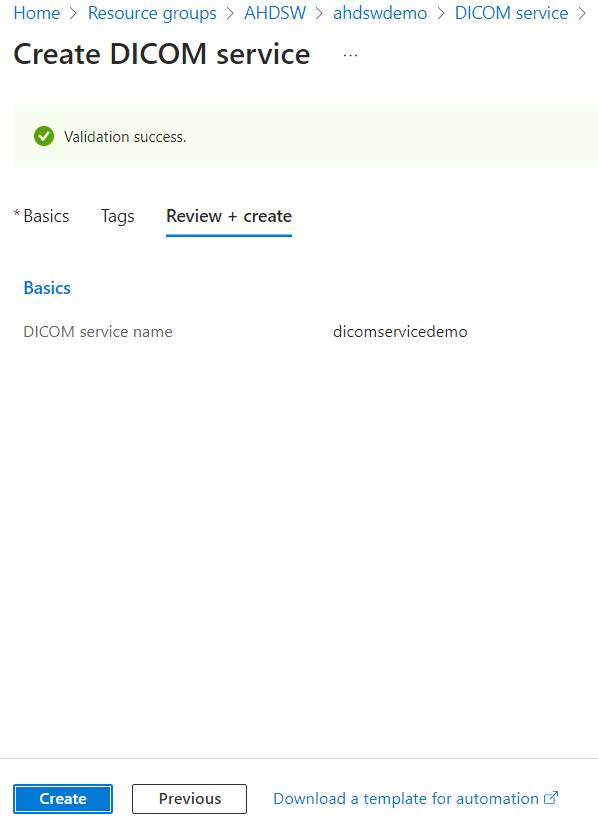 Home > Resource groups > AHDSW > ahdswdemo > DICOM service >
Create DICOM service ...
Validation success.
* Basics Tags Review + create
Basics
DICOM service name dicomservicedemo
Create Previous Download a template for automation